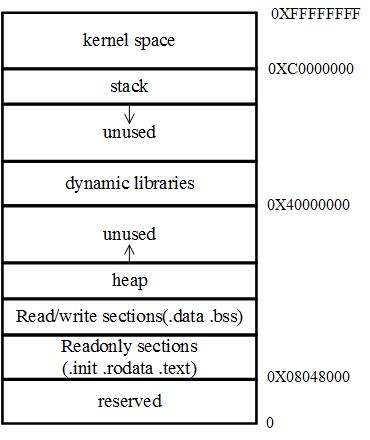 0XFFFFFFFF
kernel space
0XC0000000
stack
unused
dynamic libraries
0X40000000
unused
heap
Read/write sections(.data .bss)
Readonly sections
(.init .rodata .text)
0X08048000
reserved
0